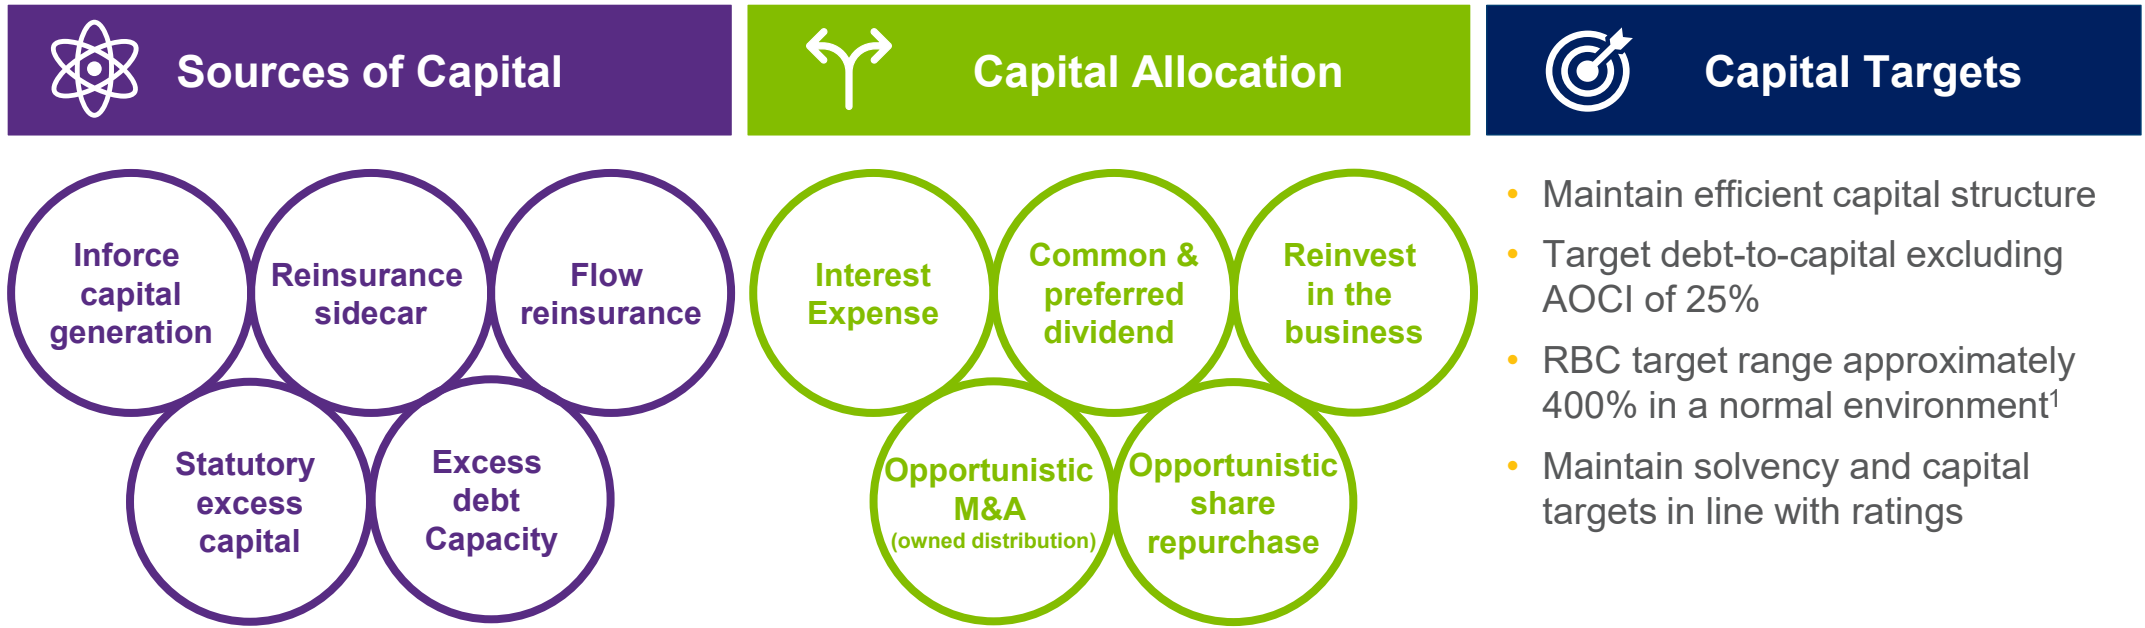 Sources of Capital
Inforce
capital
generation
Reinsurance
sidecar
Flow
reinsurance
Statutory
excess
capital
Excess
debt
Capacity
Capital Allocation
Interest
Expense
Common &
preferred
dividend
Reinvest
in the
business
Opportunistic
M&A
(owned distribution)
Opportunistic
share
repurchase
Capital Targets
• Maintain efficient capital structure
• Target debt-to-capital excluding
AOCI of 25%
• RBC target range approximately
400% in a normal environment¹
• Maintain solvency and capital
targets in line with ratings